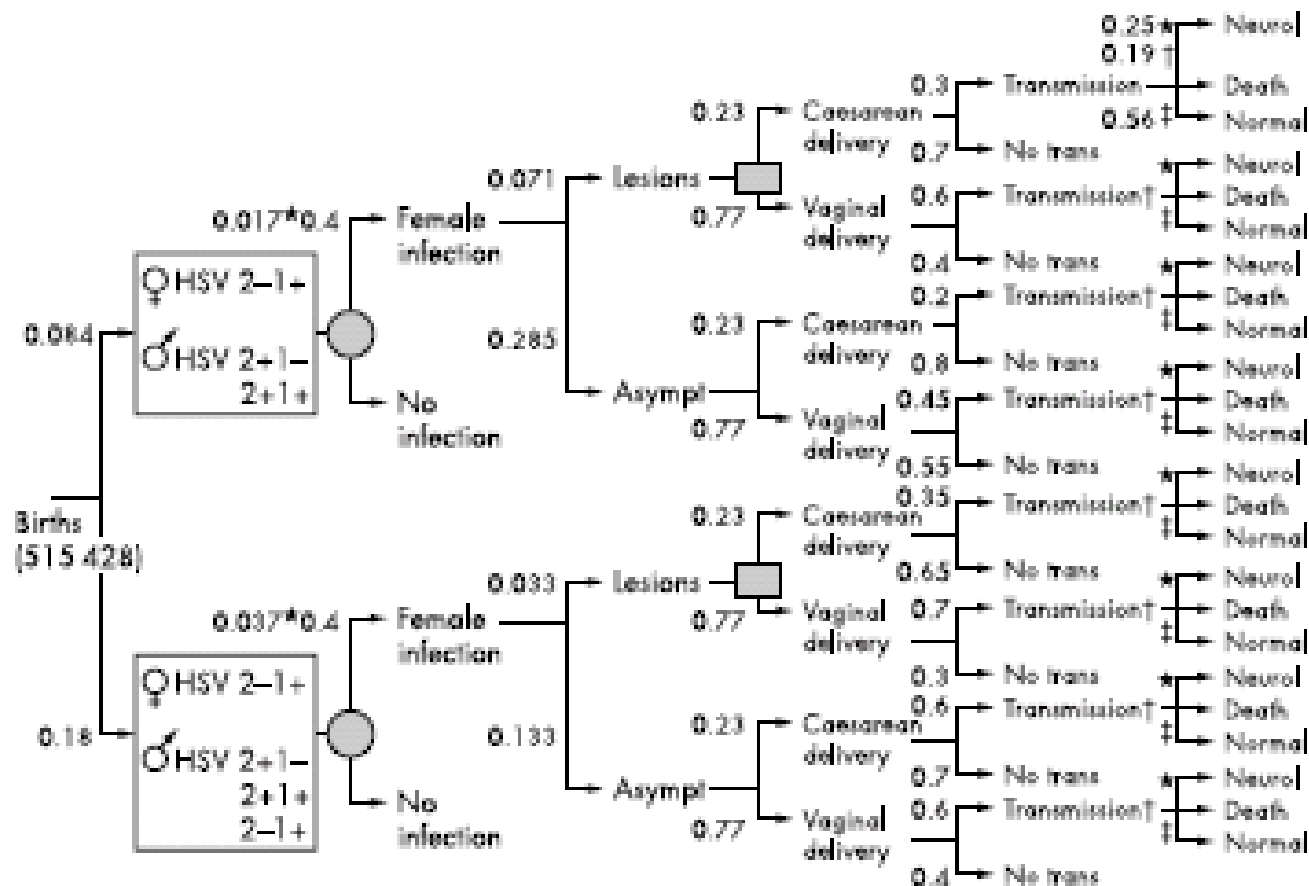 0.25* Neurol
0.19 †
0.3 Transmission Death
0.23 Caesarean delivery 0.56 ‡ Normal
0.7 No trans
0.071 Lesions * Neurol
0.6 Transmission† Death
0.77 Vaginal delivery ‡ Normal
0.017*0.4 Female infection
0.4 No trans
♀ HSV 2–1+
* Neurol
0.2 Transmission† Death
0.084
0.285
0.23 Caesarean delivery ‡ Normal
♂ HSV 2+1–
2+1+
0.8 No trans
* Neurol
Asympt
0.45 Transmission† Death
No infection
0.77 Vaginal delivery ‡ Normal
0.55 No trans
* Neurol
0.35 Transmission† Death
Births
(515 428)
0.23 Caesarean delivery ‡ Normal
0.65 No trans
0.033 Lesions * Neurol
0.7 Transmission† Death
0.77 Vaginal delivery ‡ Normal
0.037*0.4 Female infection
0.3 No trans
♀ HSV 2–1+
* Neurol
0.6 Transmission† Death
0.18
0.133
0.23 Caesarean delivery ‡ Normal
♂ HSV 2+1–
2+1+
2–1+
0.7 No trans
* Neurol
Asympt
0.6 Transmission† Death
No infection
0.77 Vaginal delivery ‡ Normal
0.4 No trans